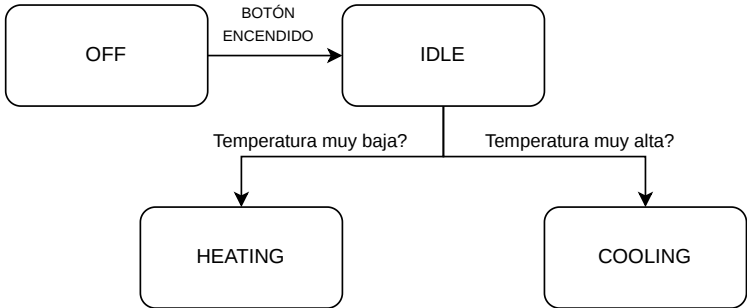 OFF
BOTÓN
ENCENDIDO
IDLE
Temperatura muy baja?
Temperatura muy alta?
HEATING
COOLING